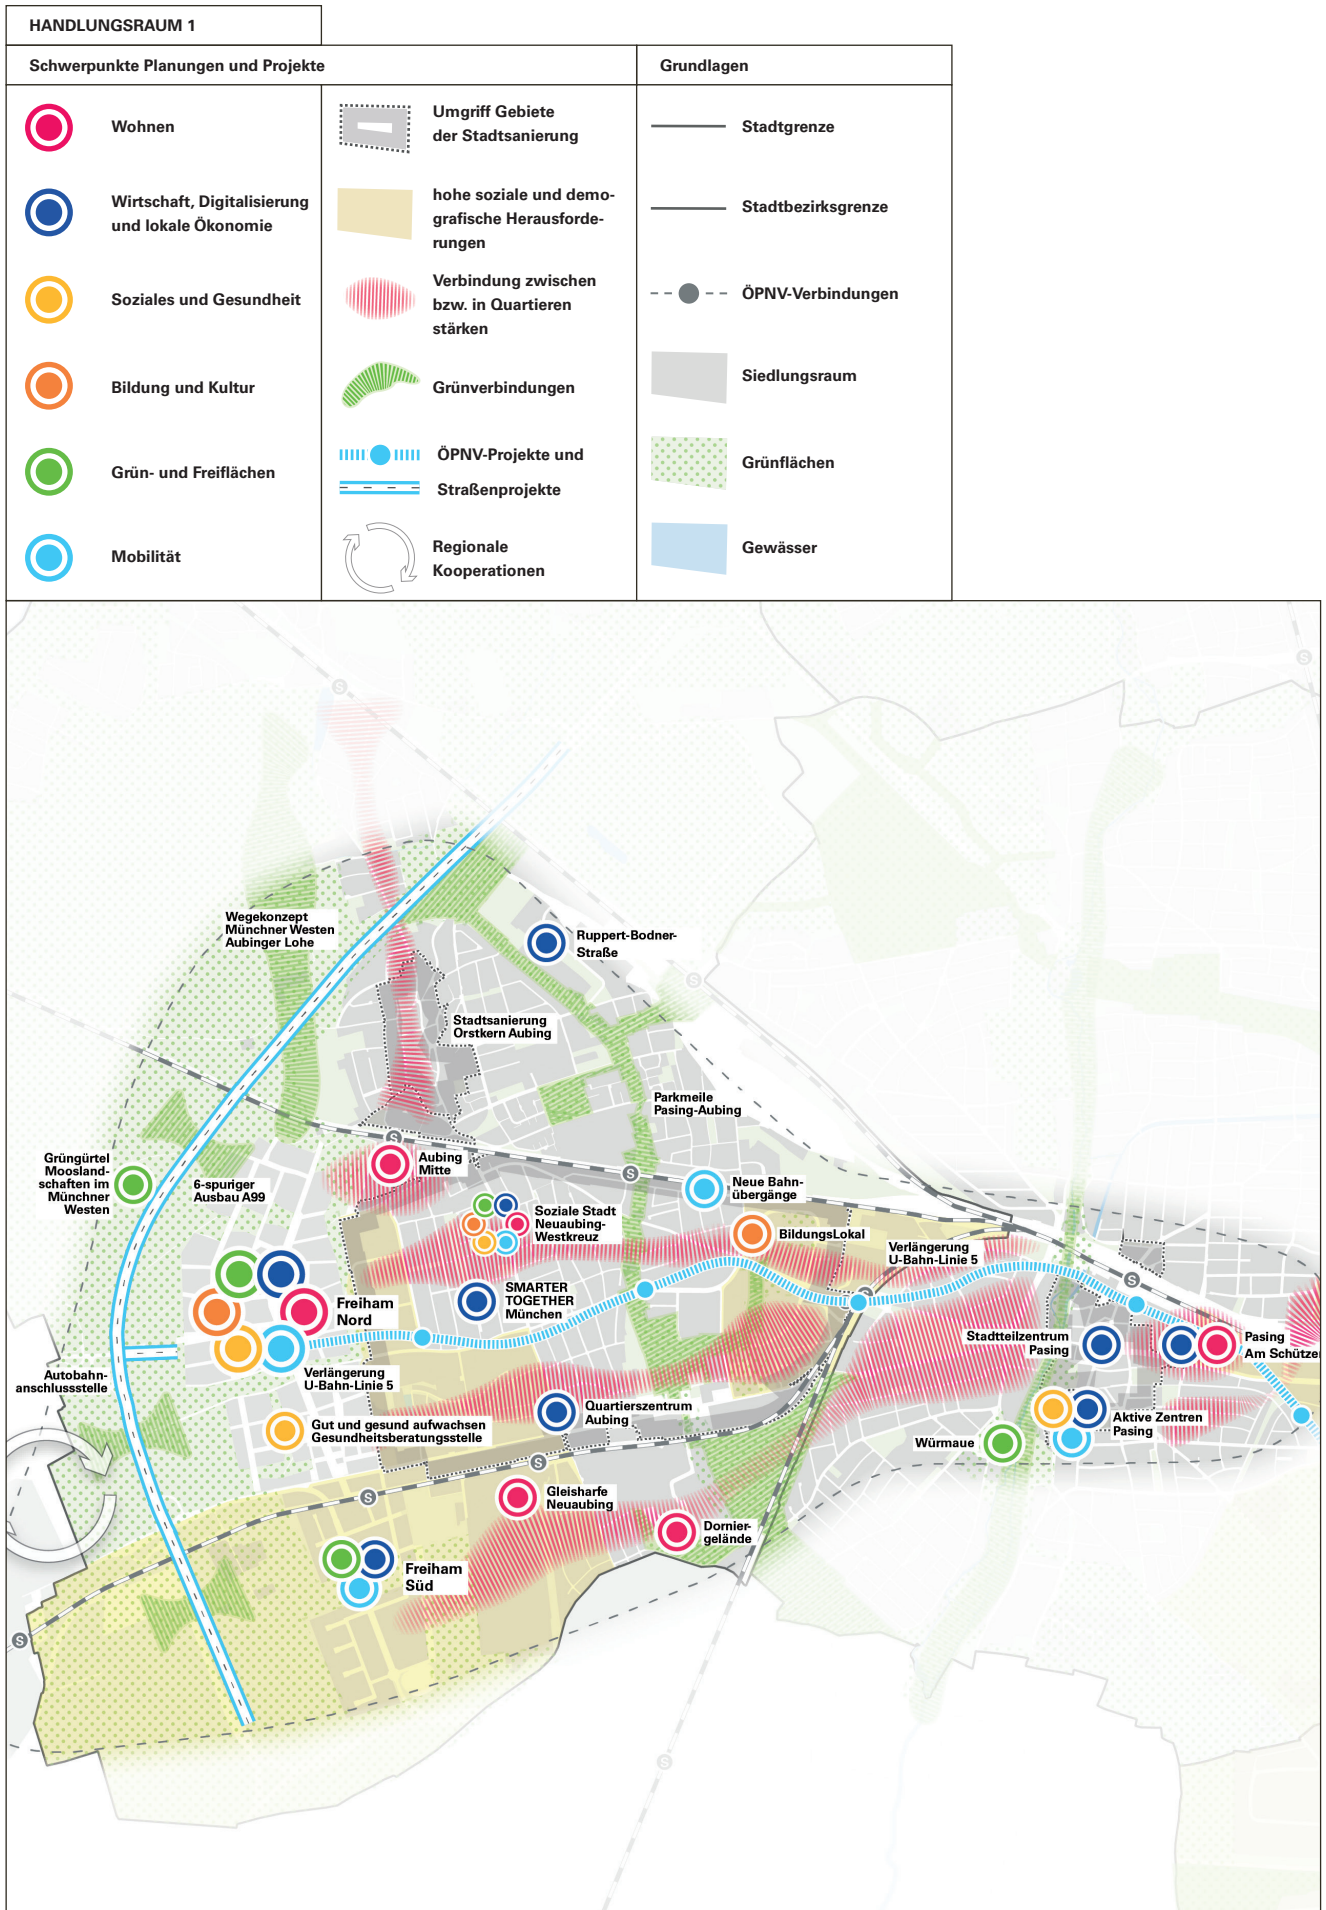 HANDLUNGSRAUM 1
Schwerpunkte Planungen und Projekte
Grundlagen
Wohnen
Wirtschaft, Digitalisierung
und lokale Ökonomie
Soziales und Gesundheit
Bildung und Kultur
Grün- und Freiflächen
Mobilität
Umgriff Gebiete
der Stadtsanierung
hohe soziale und demo-
grafische Herausforde-
rungen
Verbindung zwischen
bzw. in Quartieren
stärken
Grünverbindungen
ÖPNV-Projekte und
Straßenprojekte
Regionale
Kooperationen
Stadtgrenze
Stadtbezirksgrenze
ÖPNV-Verbindungen
Siedlungsraum
Grünflächen
Gewässer
S
S
Wegekonzept
Münchner Westen
Aubinger Lohe
Ruppert-Bodner-
Straße
S
Stadtsanierung
Orstkern Aubing
Parkmeile
Pasing-Aubing
S
Aubing
Mitte
S
Grüngürtel
Moosland-
schaften im
Münchner
Westen
6-spuriger
Ausbau A99
Neue Bahn-
übergänge
Soziale Stadt
Neuaubing-
Westkreuz
BildungsLokal
Verlängerung
U-Bahn-Linie 5
S
SMARTER
TOGETHER
München
S
Freiham
Nord
Stadtteilzentrum
Pasing
Pasing
Am Schützen
Verlängerung
U-Bahn-Linie 5
Autobahn-
anschlussstelle
Quartierszentrum
Aubing
Gut und gesund aufwachsen
Gesundheitsberatungsstelle
Aktive Zentren
Pasing
Würmaue
S
S
Gleisharfe
Neuaubing
Dornier-
gelände
Freiham
Süd
S
S